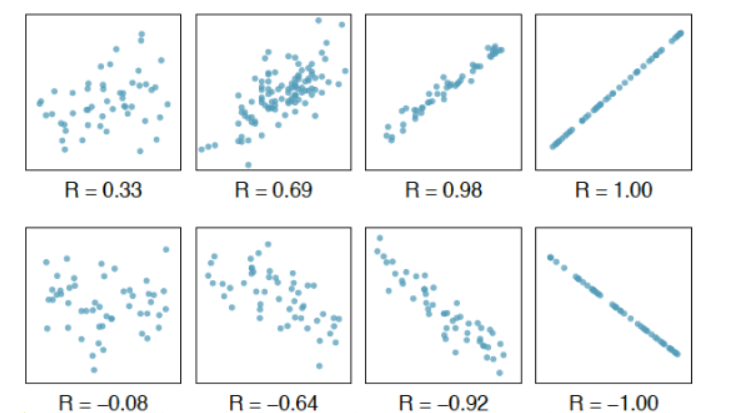 R = 0.33
R = 0.69
R = 0.98
R = 1.00
R = –0.08
R = –0.64
R = –0.92
R = –1.00